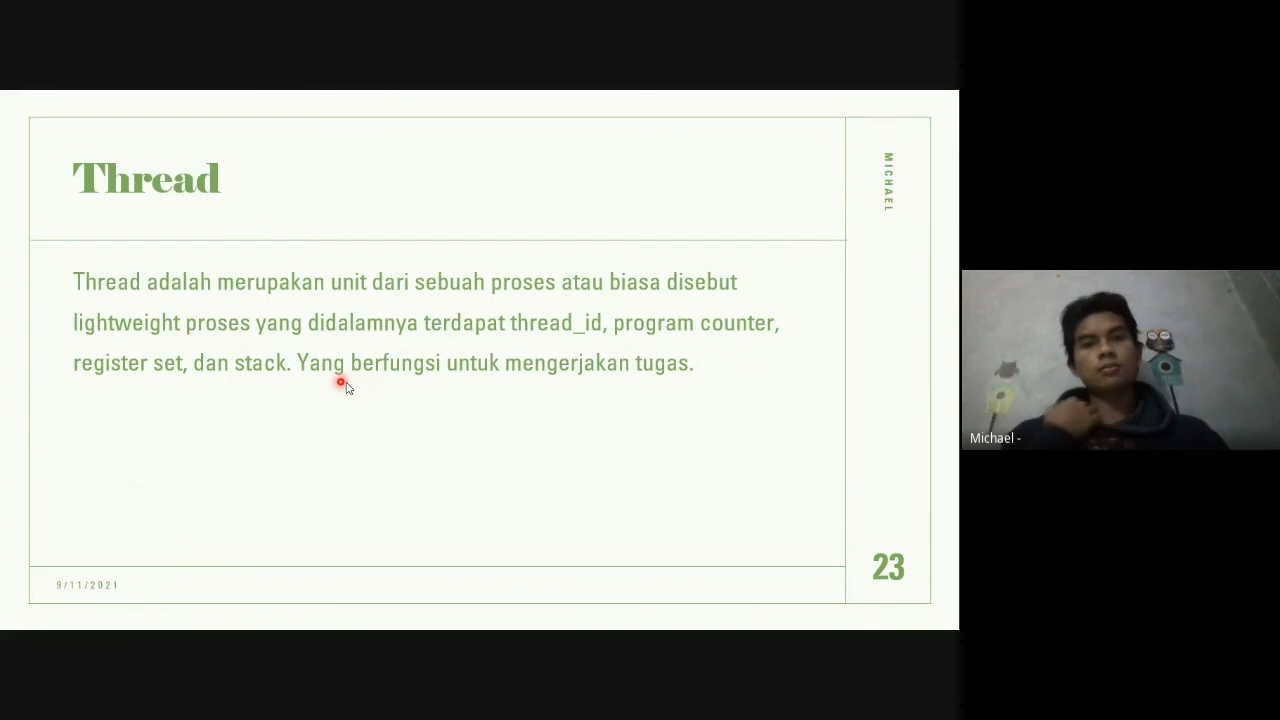 Thread
MICHAEL
Thread adalah merupakan unit dari sebuah proses atau biasa disebut
lightweight proses yang didalamnya terdapat thread_id, program counter,
register set, dan stack. Yang berfungsi untuk mengerjakan tugas.
9/11/2021
23
Michael -